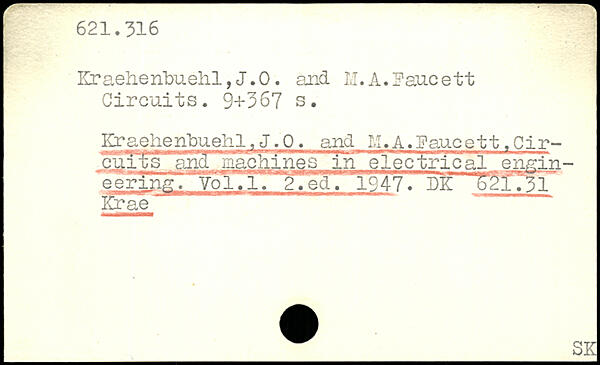 621.316
Kraehenbuehl,J.O. and M.A.Faucett
Circuits. 9+367 s.
Kraehenbuehl,J.O. and M.A.Faucett,Cir-
cuits and machines in electrical engin-
eering. Vol.1. 2.ed. 1947. DK 621.31
Krae
SK